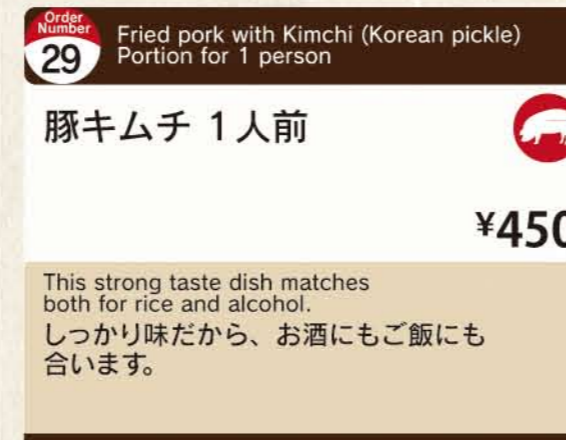 Order
Number
29
Fried pork with Kimchi (Korean pickle)
Portion for 1 person
豚キムチ 1人前
¥450
This strong taste dish matches
both for rice and alcohol.
しっかり味だから、お酒にもご飯にも
合います。